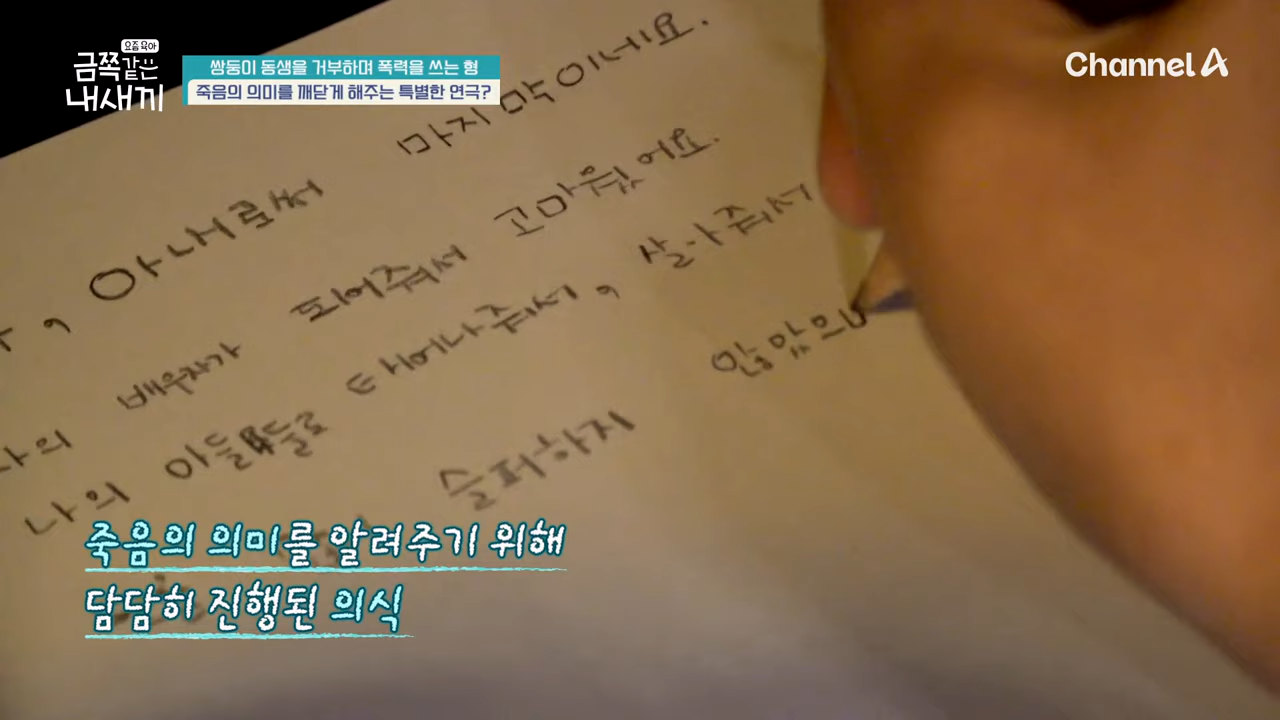 요즘 육아
금쪽같은
내새끼
쌍둥이 동생을 거부하며 폭력을 쓰는 형
죽음의 의미를 깨닫게 해주는 특별한 연극?
Channel A
, 아내로써 마지막이네요.
나의 배우자가 되어줘서 고마웠어요.
나의 아들들로 태어나줘서, 살아줘서
슬퍼하지 않았으
죽음의 의미를 알려주기 위해
담담히 진행된 의식